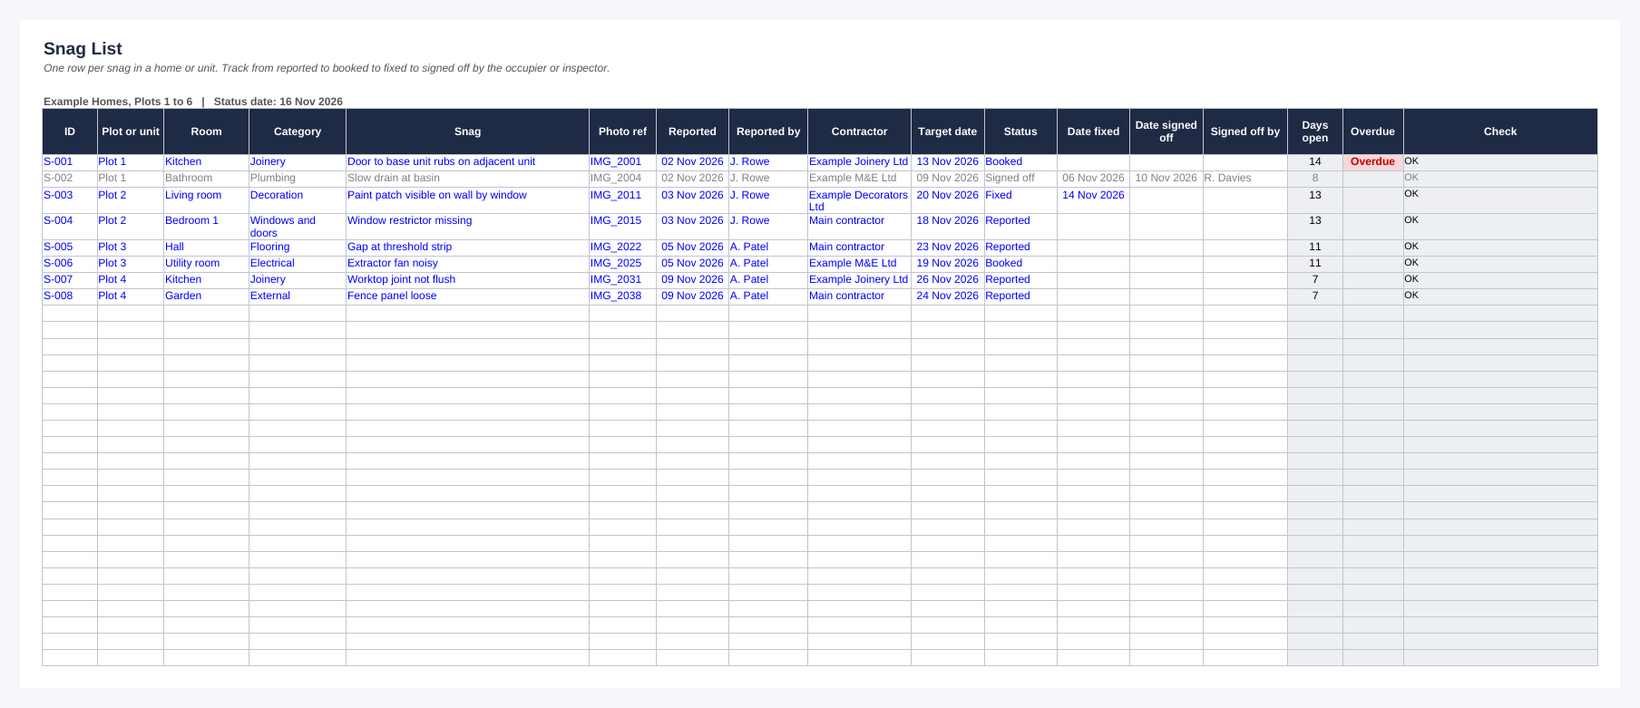 Snag List
One row per snag in a home or unit. Track from reported to booked to fixed to signed off by the occupier or inspector.
Example Homes, Plots 1 to 6 | Status date: 16 Nov 2026
ID Plot or unit Room Category Snag Photo ref Reported Reported by Contractor Target date Status Date fixed Date signed off Signed off by Days open Overdue Check
S-001 Plot 1 Kitchen Joinery Door to base unit rubs on adjacent unit IMG_2001 02 Nov 2026 J. Rowe Example Joinery Ltd 13 Nov 2026 Booked 14 Overdue OK
S-002 Plot 1 Bathroom Plumbing Slow drain at basin IMG_2004 02 Nov 2026 J. Rowe Example M&E Ltd 09 Nov 2026 Signed off 06 Nov 2026 10 Nov 2026 R. Davies 8 OK
S-003 Plot 2 Living room Decoration Paint patch visible on wall by window IMG_2011 03 Nov 2026 J. Rowe Example Decorators Ltd 20 Nov 2026 Fixed 14 Nov 2026 13 OK
S-004 Plot 2 Bedroom 1 Windows and doors Window restrictor missing IMG_2015 03 Nov 2026 J. Rowe Main contractor 18 Nov 2026 Reported 13 OK
S-005 Plot 3 Hall Flooring Gap at threshold strip IMG_2022 05 Nov 2026 A. Patel Main contractor 23 Nov 2026 Reported 11 OK
S-006 Plot 3 Utility room Electrical Extractor fan noisy IMG_2025 05 Nov 2026 A. Patel Example M&E Ltd 19 Nov 2026 Booked 11 OK
S-007 Plot 4 Kitchen Joinery Worktop joint not flush IMG_2031 09 Nov 2026 A. Patel Example Joinery Ltd 26 Nov 2026 Reported 7 OK
S-008 Plot 4 Garden External Fence panel loose IMG_2038 09 Nov 2026 A. Patel Main contractor 24 Nov 2026 Reported 7 OK